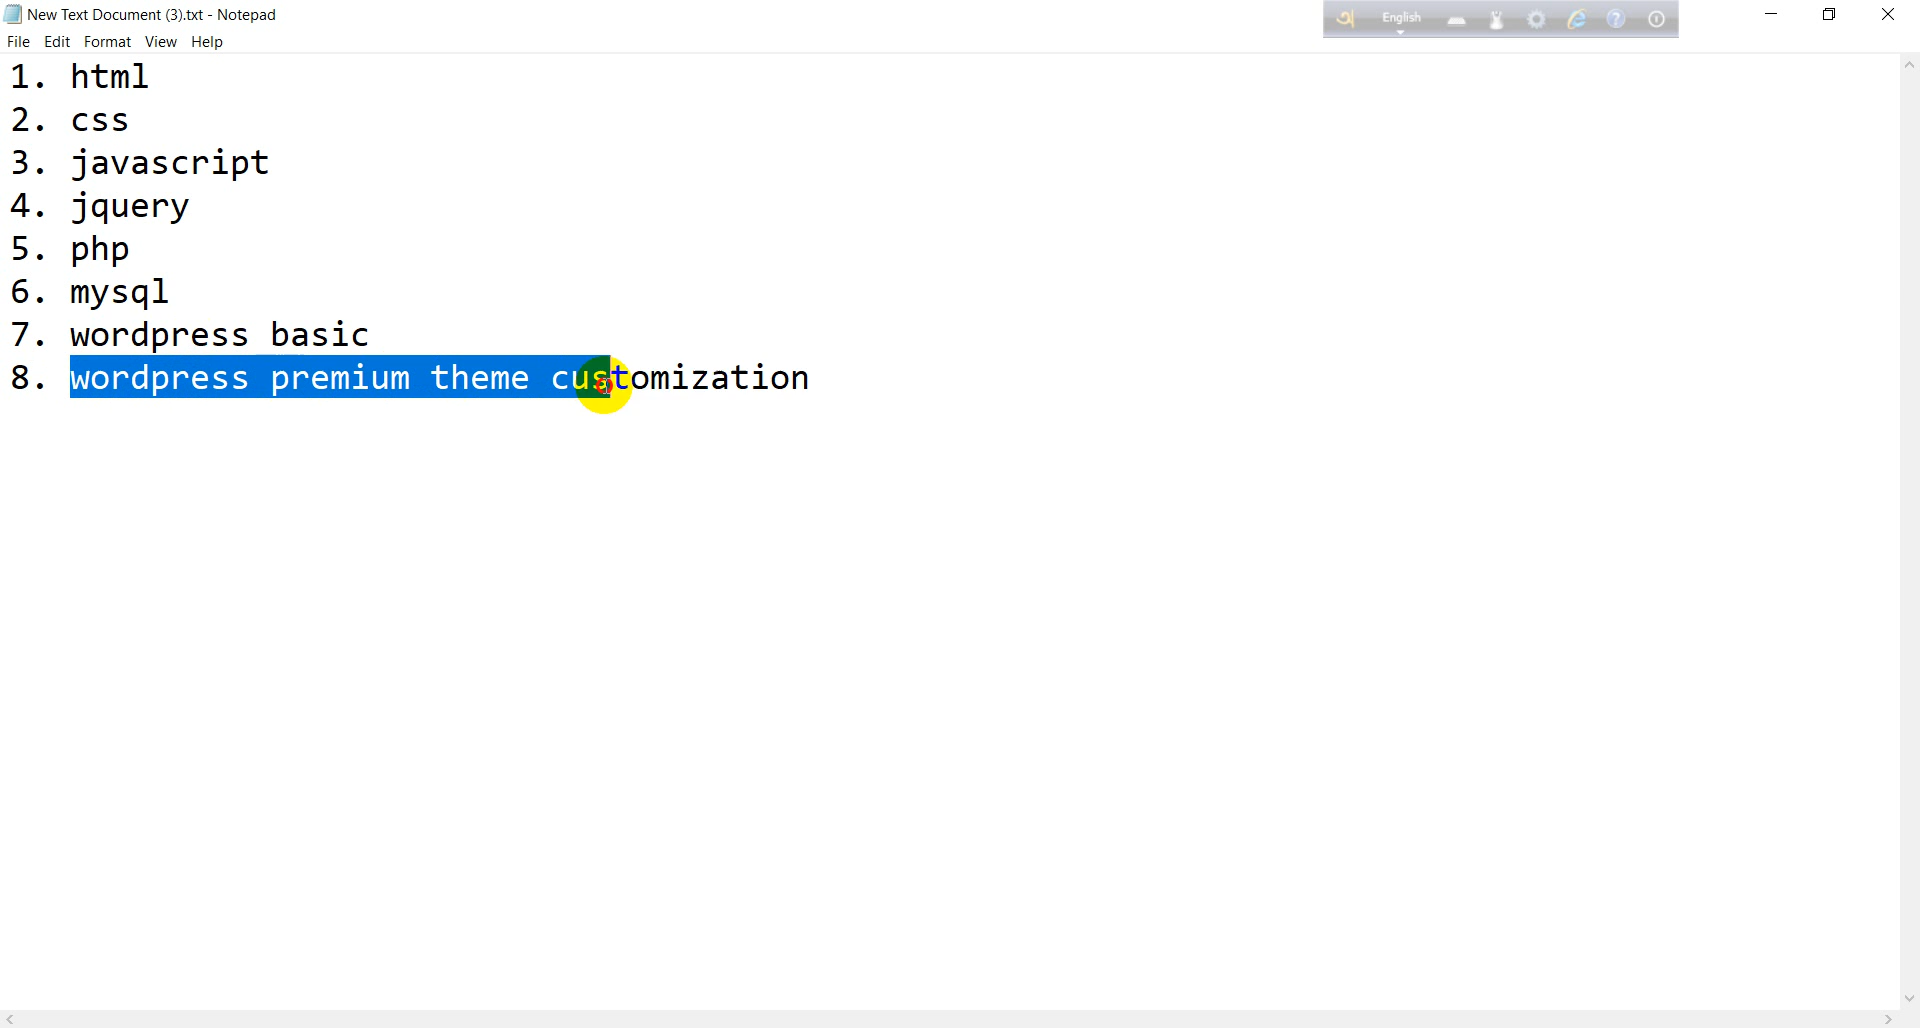 New Text Document (3).txt - Notepad
English
File Edit Format View Help
1. html
2. css
3. javascript
4. jquery
5. php
6. mysql
7. wordpress basic
8. wordpress premium theme customization